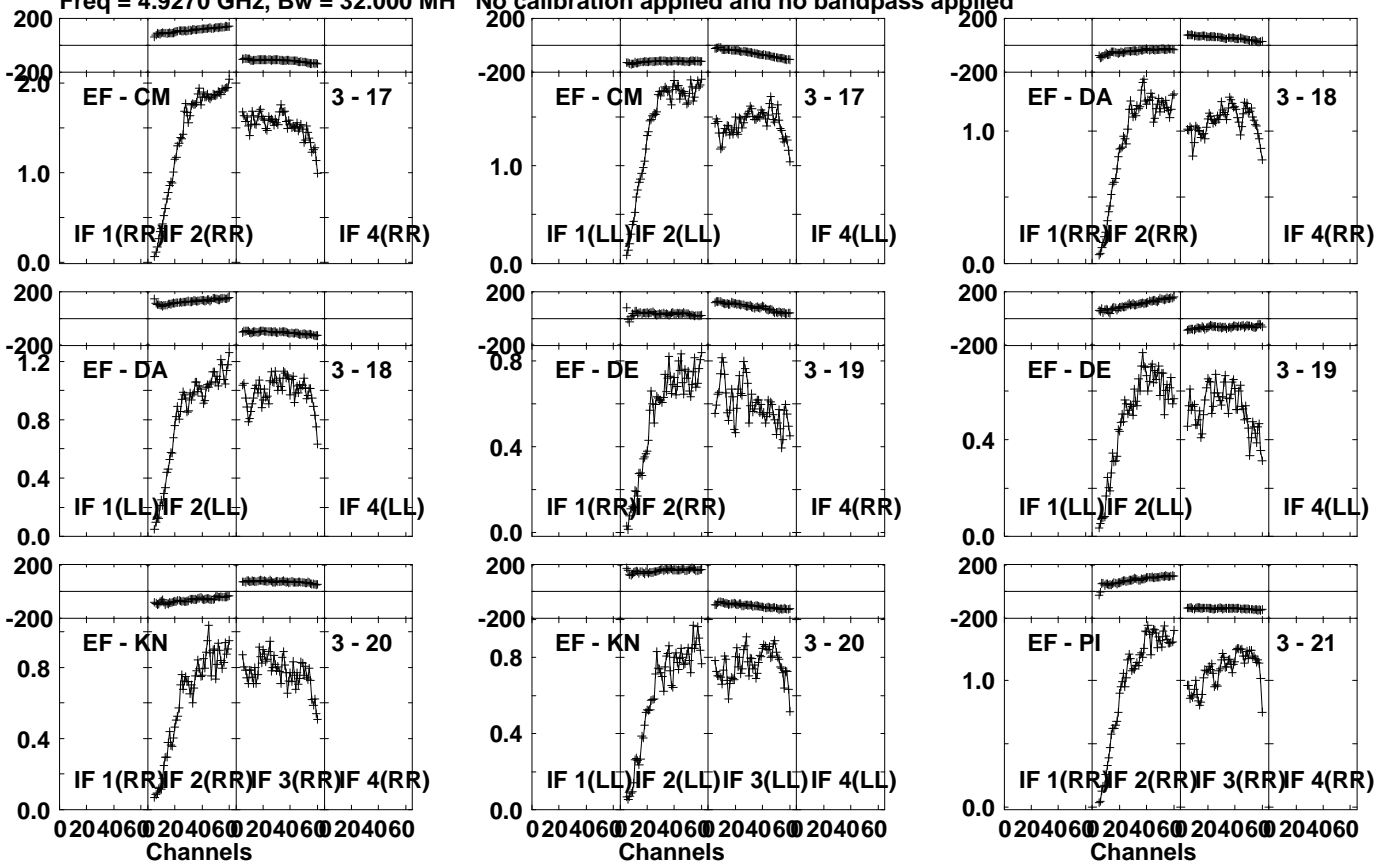 Freq = 4.9270 GHz, Bw = 32.000 MH No calibration applied and no bandpass applied
200
-200
2.0
1.0
0.0
EF - CM
3 - 17
IF 1(RR)
IF 2(RR)
IF 4(RR)
200
-200
1.0
0.0
EF - CM
3 - 17
IF 1(LL)
IF 2(LL)
IF 4(LL)
200
-200
1.0
0.0
EF - DA
3 - 18
IF 1(RR)
IF 2(RR)
IF 4(RR)
200
-200
1.2
0.8
0.4
0.0
EF - DA
3 - 18
IF 1(LL)
IF 2(LL)
IF 4(LL)
200
-200
0.8
0.4
0.0
EF - DE
3 - 19
IF 1(RR)
IF 2(RR)
IF 4(RR)
200
-200
0.4
0.0
EF - DE
3 - 19
IF 1(LL)
IF 2(LL)
IF 4(LL)
200
-200
0.8
0.4
0.0
EF - KN
3 - 20
IF 1(RR)
IF 2(RR)
IF 3(RR)
IF 4(RR)
0 20 40 60 0 20 40 60 0 20 40 60 0 20 40 60
Channels
200
-200
0.8
0.4
0.0
EF - KN
3 - 20
IF 1(LL)
IF 2(LL)
IF 3(LL)
IF 4(LL)
0 20 40 60 0 20 40 60 0 20 40 60 0 20 40 60
Channels
200
-200
1.0
0.0
EF - PI
3 - 21
IF 1(RR)
IF 2(RR)
IF 3(RR)
IF 4(RR)
0 20 40 60 0 20 40 60 0 20 40 60 0 20 40 60
Channels